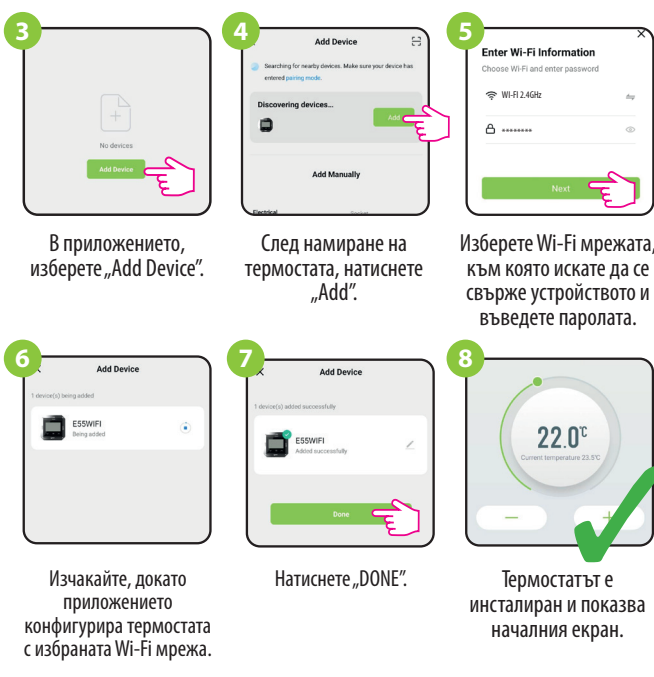 3
No devices
Add Device
В приложението,
изберете „Add Device”.
4
Add Device
Searching for nearby devices. Make sure your device has
entered pairing mode.
Discovering devices...
Add
Add Manually
Electrical
Socket
След намиране на
термостата, натиснете
„Add”.
5
Enter Wi-Fi Information
Choose Wi-Fi and enter password
WI-FI 2.4GHz
********
Next
Изберете Wi-Fi мрежата,
към която искате да се
свърже устройството и
въведете паролата.
6
Add Device
1 device(s) being added
E55WIFI
Being added
Изчакайте, докато
приложението
конфигурира термостата
с избраната Wi-Fi мрежа.
7
Add Device
1 device(s) added successfully
E55WIFI
Added successfully
Done
Натиснете „DONE”.
8
22.0°C
Current temperature 23.5°C
Термостатът е
инсталиран и показва
началния екран.